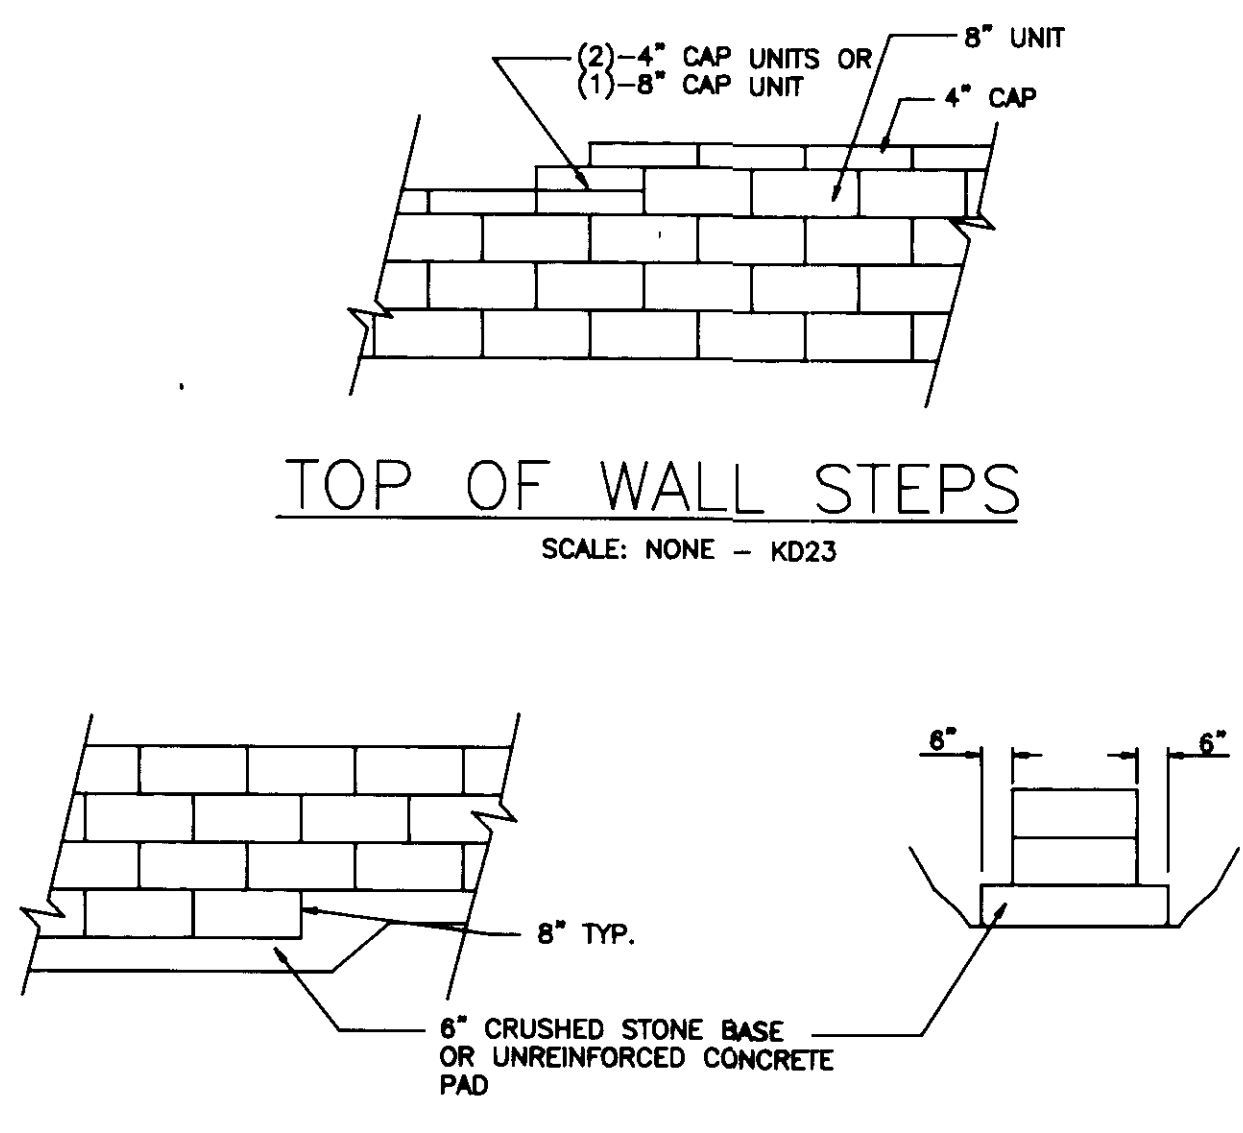 (2)-4" CAP UNITS OR
(1)-8" CAP UNIT
8" UNIT
4" CAP
TOP OF WALL STEPS
SCALE: NONE - KD23
6"
6"
8" TYP.
6" CRUSHED STONE BASE
OR UNREINFORCED CONCRETE
PAD